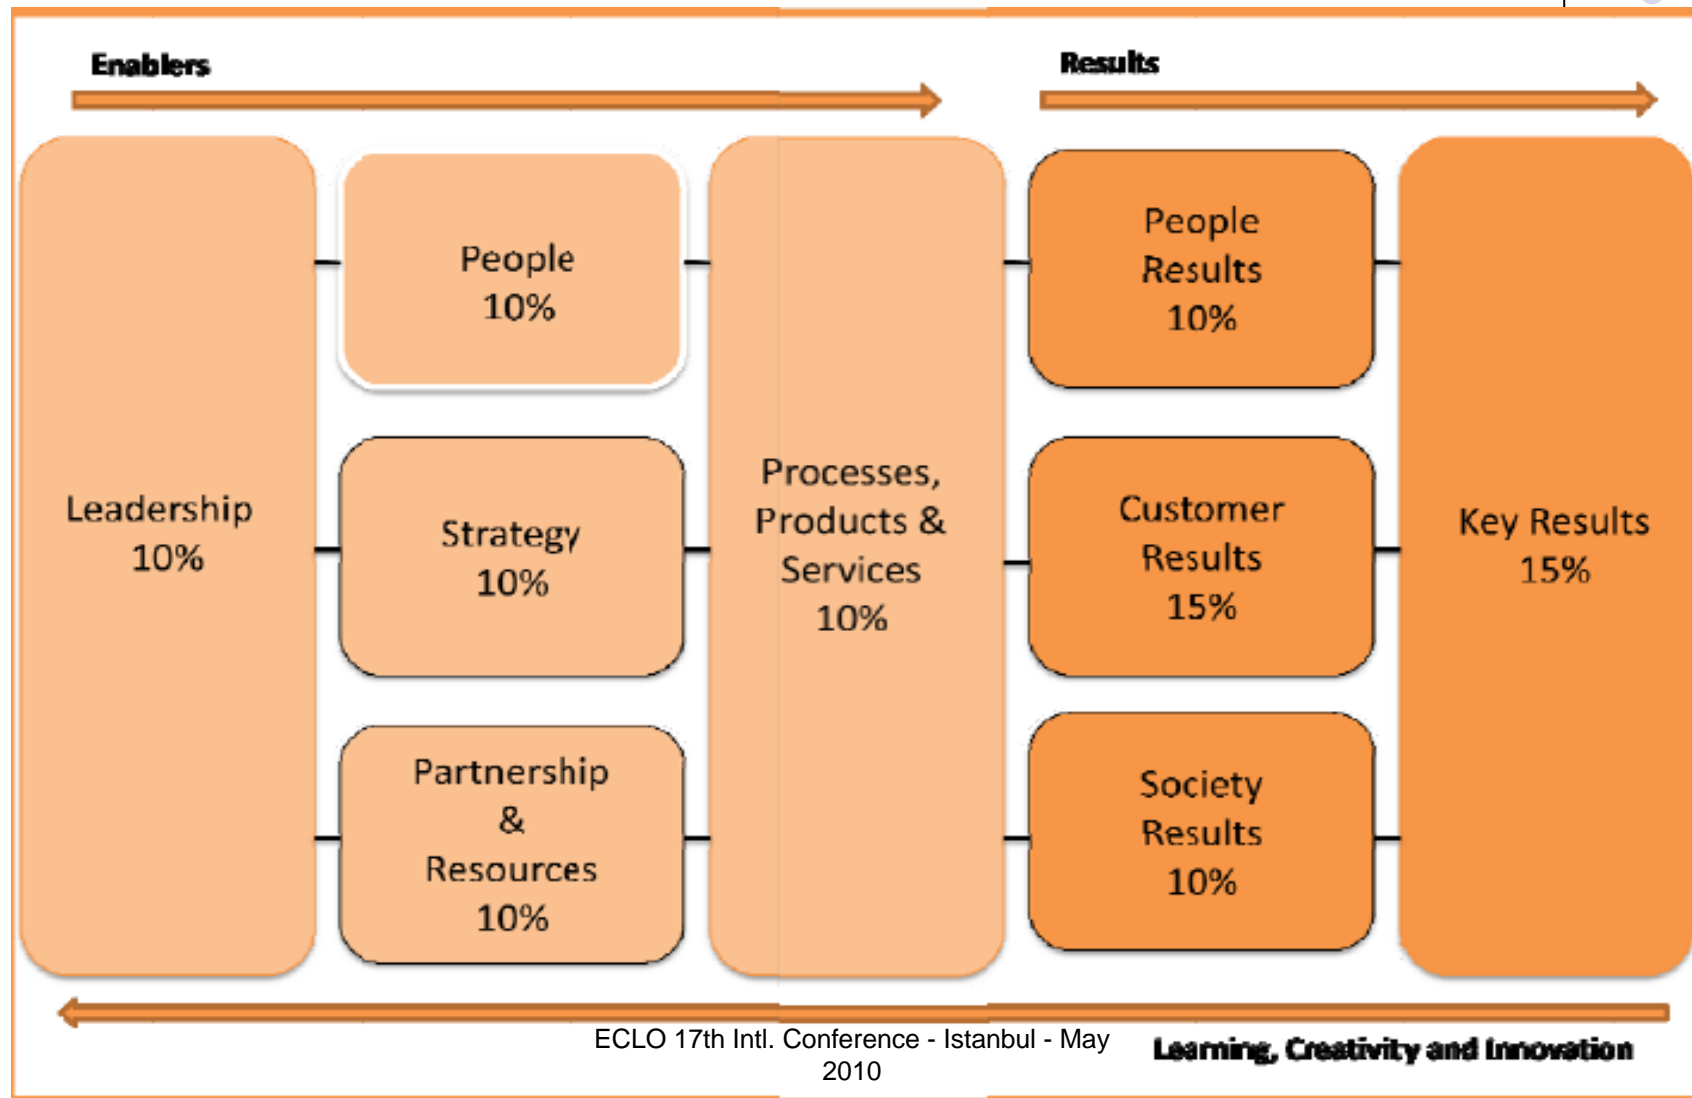 Enablers
Results
Leadership
10%
People
10%
Strategy
10%
Partnership
&
Resources
10%
Processes,
Products &
Services
10%
People
Results
10%
Customer
Results
15%
Society
Results
10%
Key Results
15%
ECLO 17th Intl. Conference - Istanbul - May
2010
Learning, Creativity and Innovation